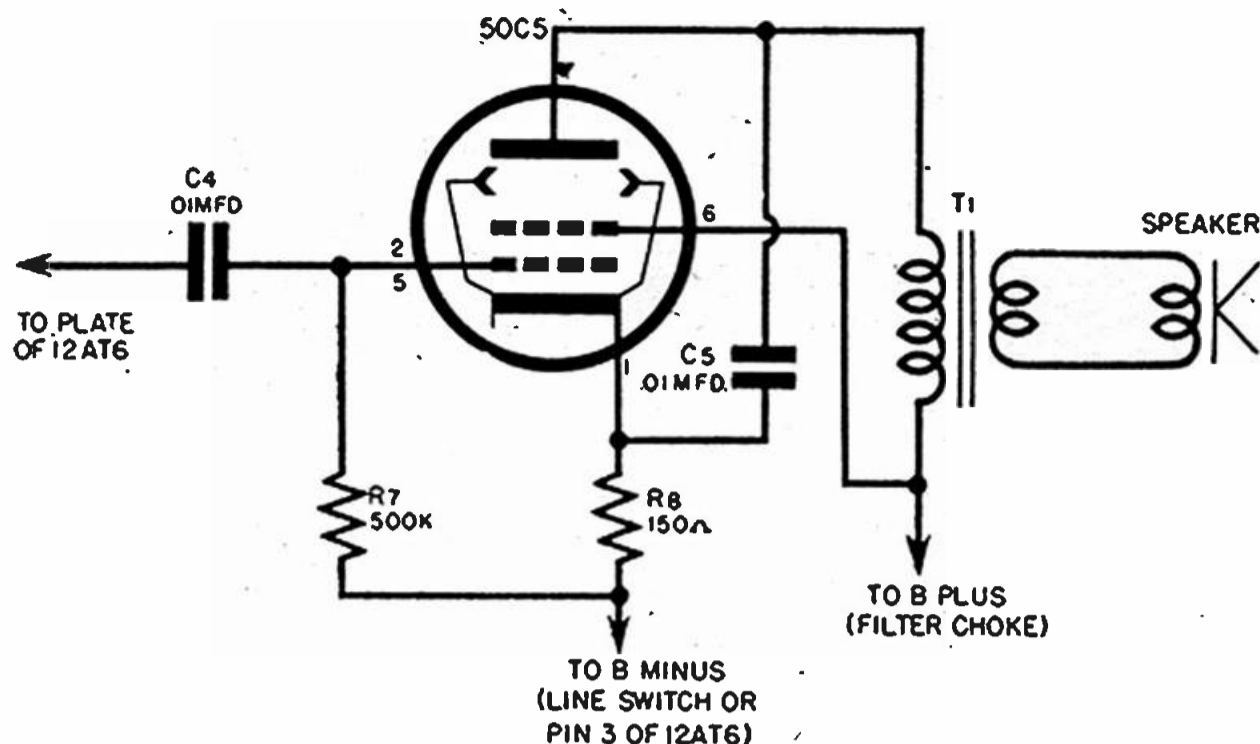 50C5
C4
.01MFD
2
5
6
1
T1
SPEAKER
TO PLATE
OF 12AT6
C5
.01MFD.
R7
500K
R8
150Ω
TO B PLUS
(FILTER CHOKE)
TO B MINUS
(LINE SWITCH OR
PIN 3 OF 12AT6)